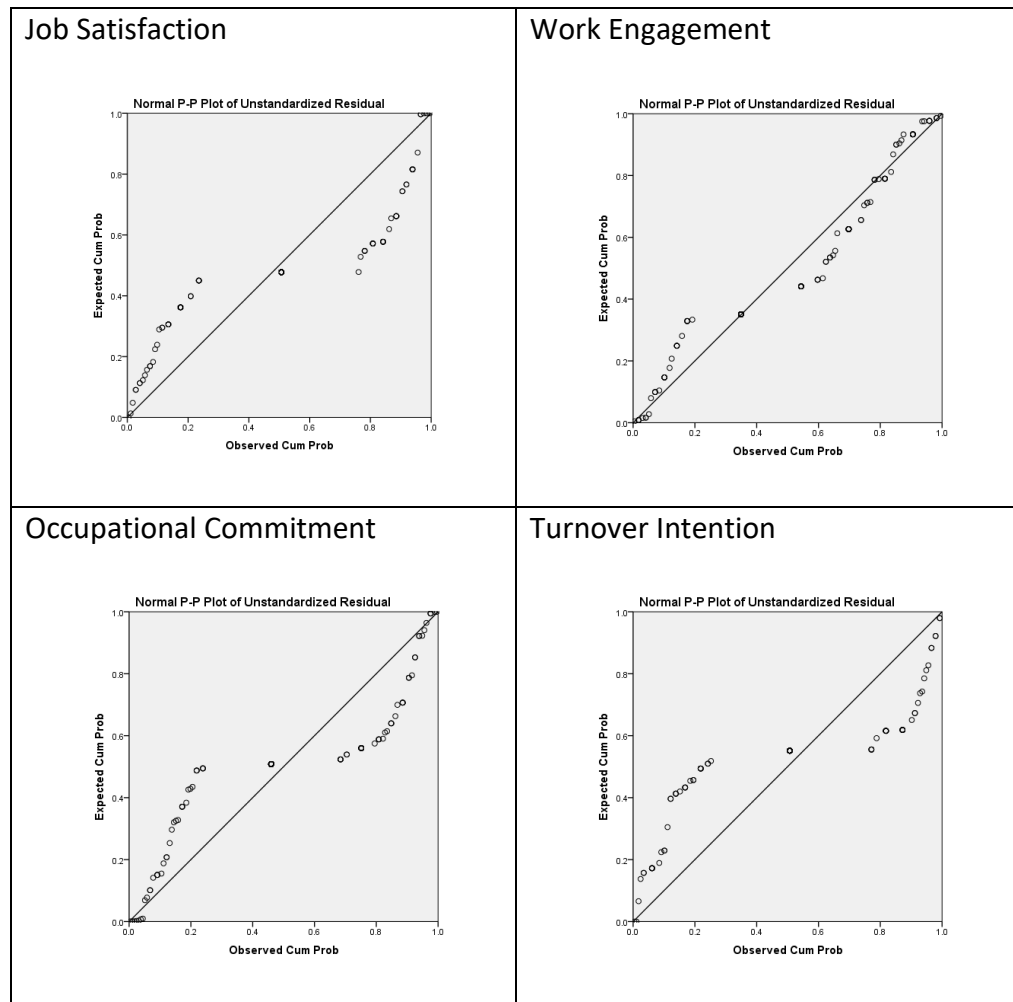 Job Satisfaction
Normal P-P Plot of Unstandardized Residual
Expected Cum Prob
1.0
0.8
0.6
0.4
0.2
0.0
0.0 0.2 0.4 0.6 0.8 1.0
Observed Cum Prob
Work Engagement
Normal P-P Plot of Unstandardized Residual
Expected Cum Prob
1.0
0.8
0.6
0.4
0.2
0.0
0.0 0.2 0.4 0.6 0.8 1.0
Observed Cum Prob
Occupational Commitment
Normal P-P Plot of Unstandardized Residual
Expected Cum Prob
1.0
0.8
0.6
0.4
0.2
0.0
0.0 0.2 0.4 0.6 0.8 1.0
Observed Cum Prob
Turnover Intention
Normal P-P Plot of Unstandardized Residual
Expected Cum Prob
1.0
0.8
0.6
0.4
0.2
0.0
0.0 0.2 0.4 0.6 0.8 1.0
Observed Cum Prob